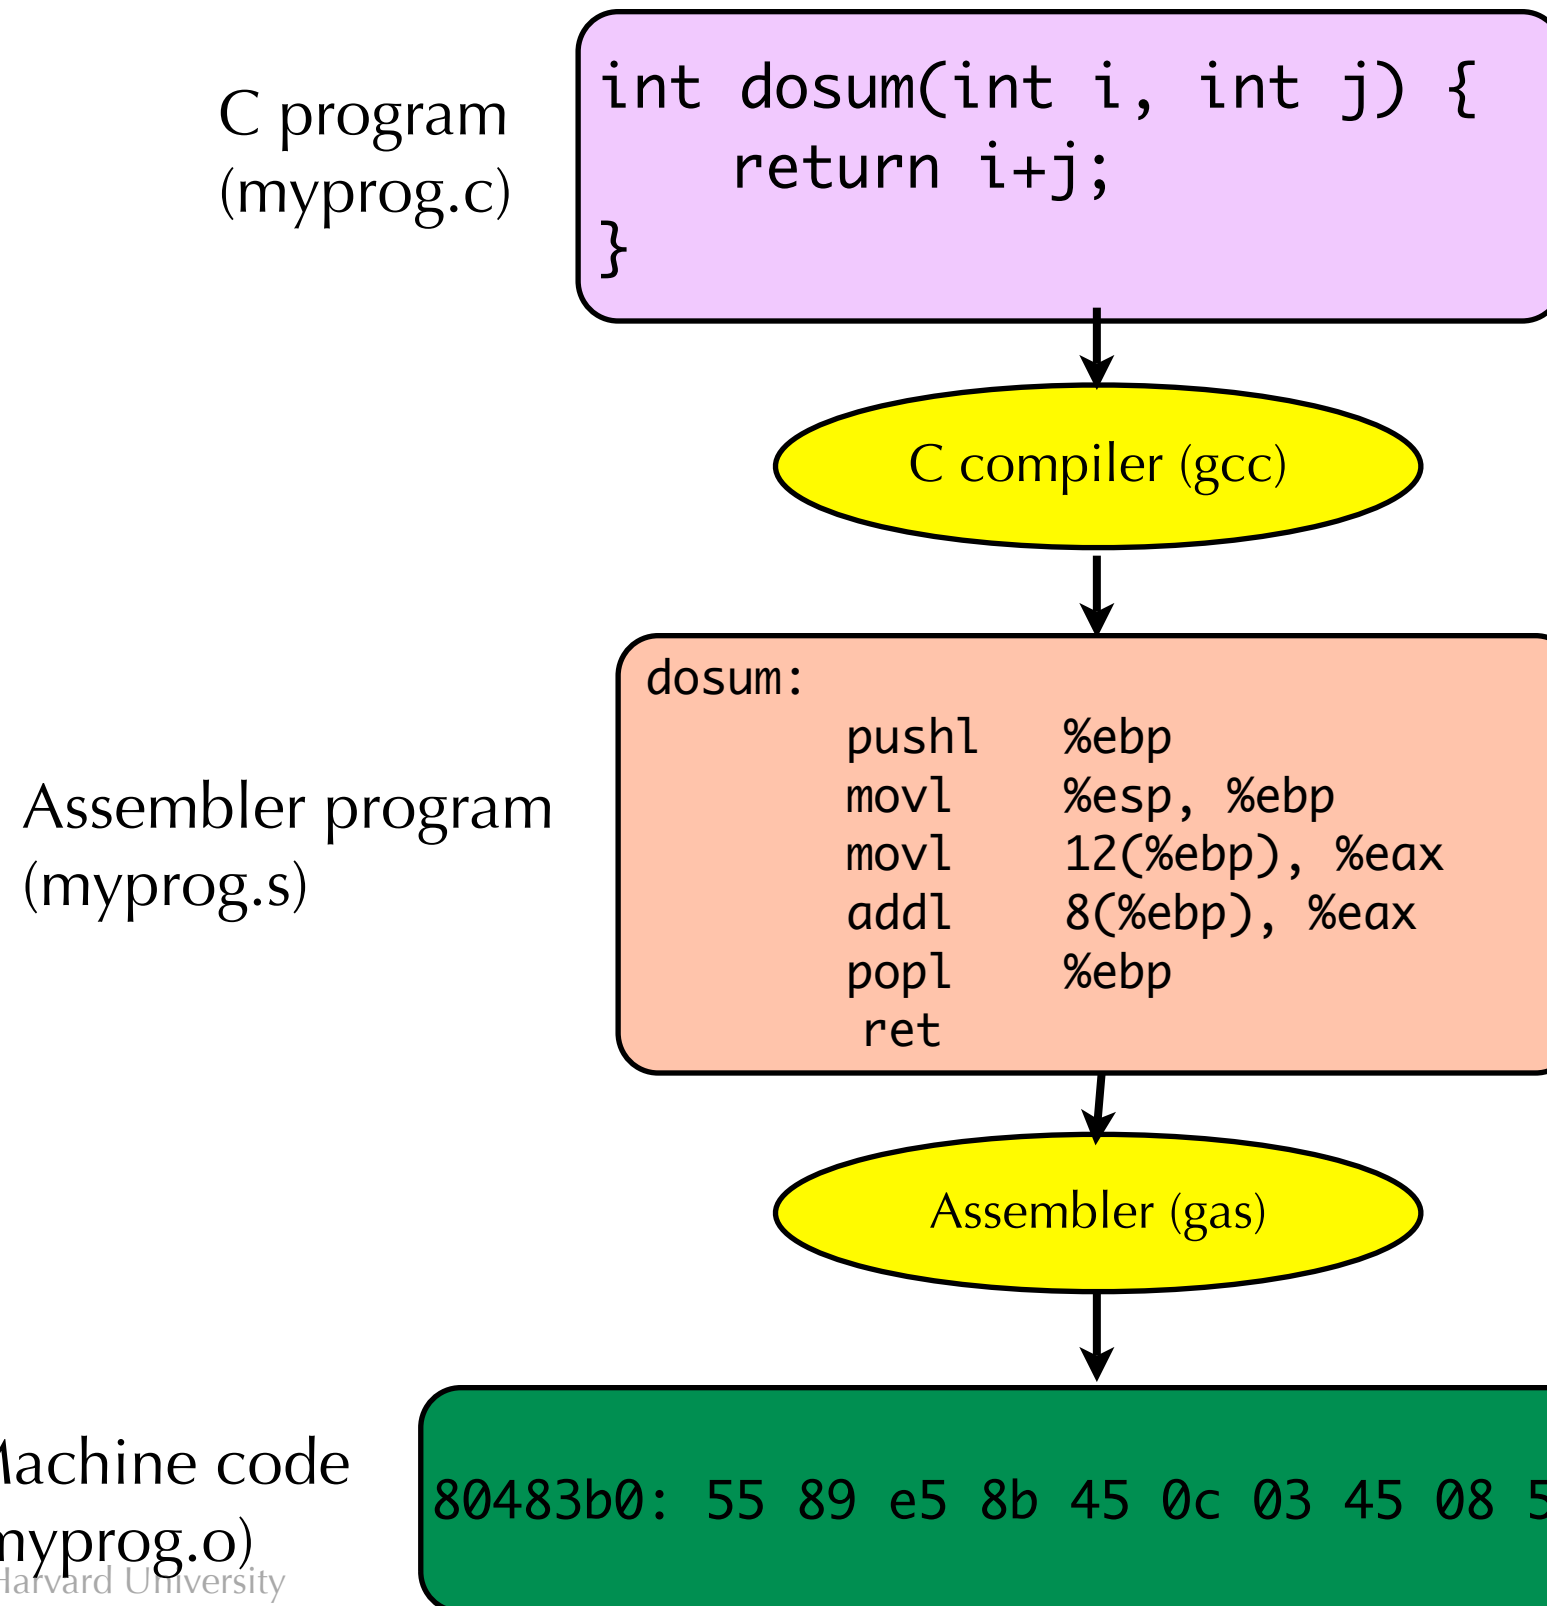 C program
(myprog.c)
int dosum(int i, int j) {
return i+j;
}
C compiler (gcc)
Assembler program
(myprog.s)
dosum:
pushl %ebp
movl %esp, %ebp
movl 12(%ebp), %eax
addl 8(%ebp), %eax
popl %ebp
ret
Assembler (gas)
code
80483b0: 55 89 e5 8b 45 0c 03 45 08
Harvard University